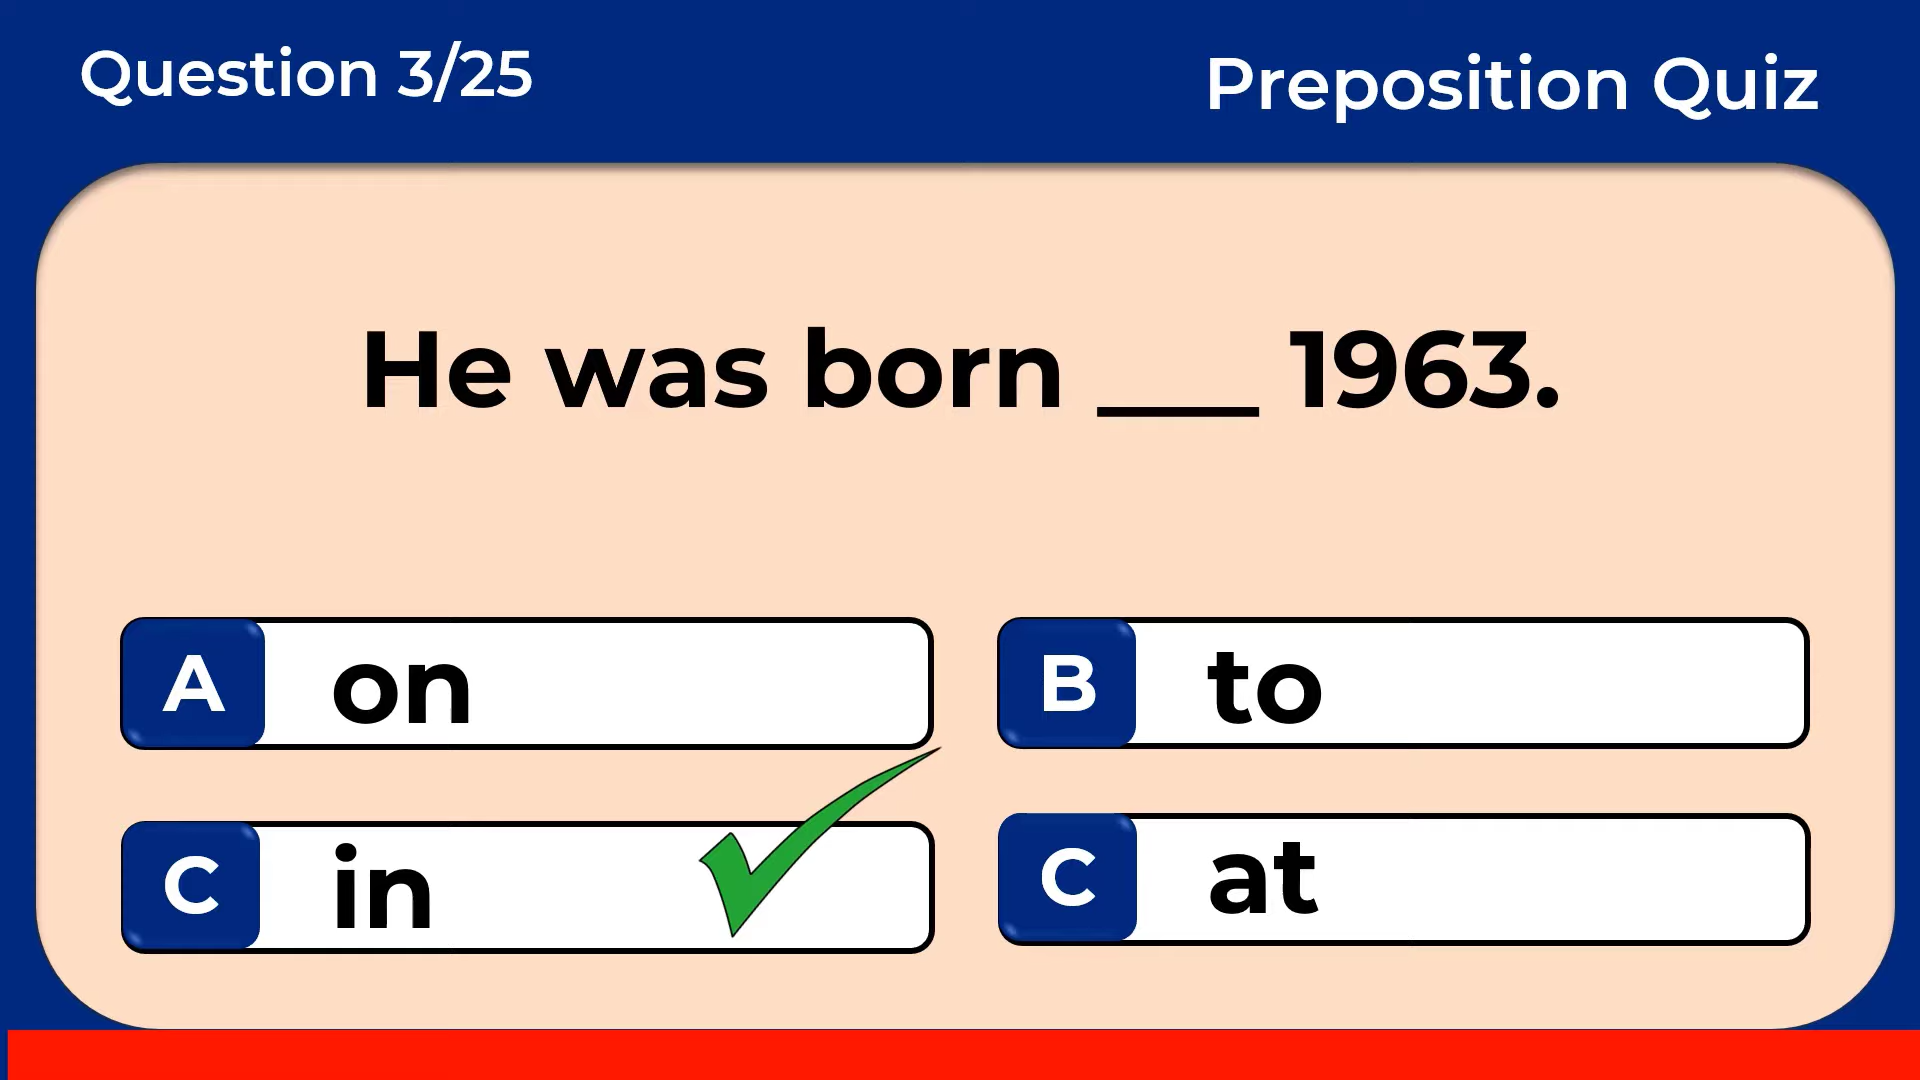 Question 3/25
Preposition Quiz
He was born ___ 1963.
A on
B to
C in
C at